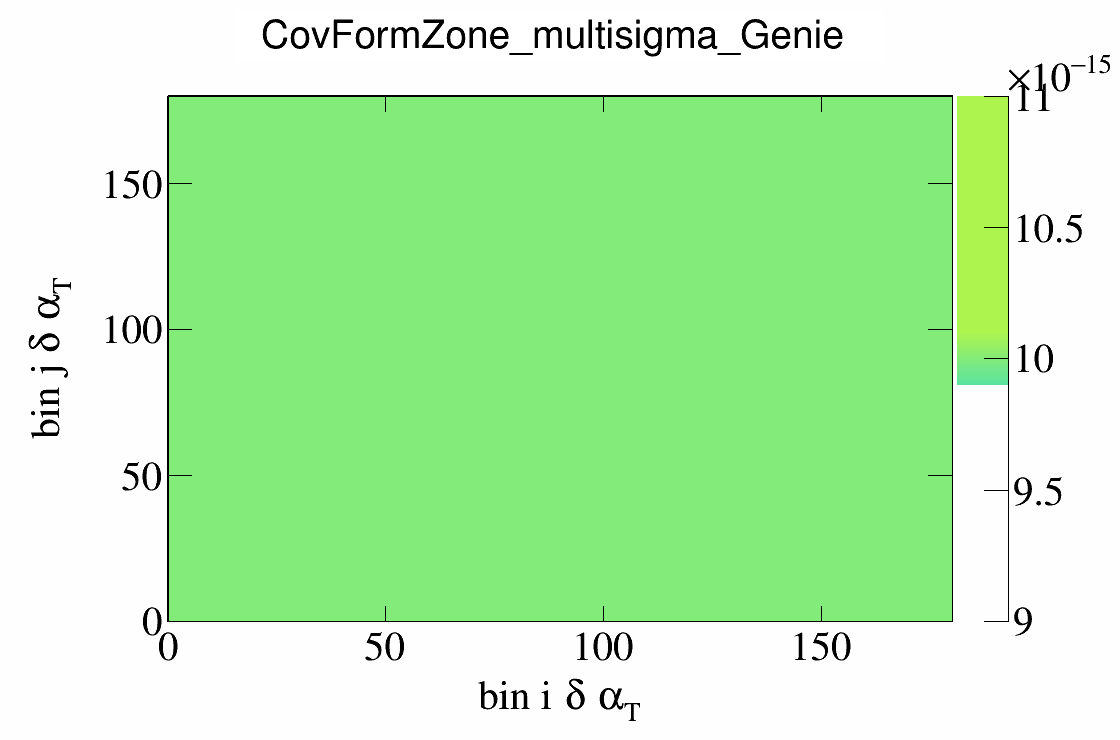 CovFormZone_multisigma_Genie
×10⁻¹⁵
11
10.5
10
9.5
9
150
100
50
0
0 50 100 150
bin j δ α_T
bin i δ α_T